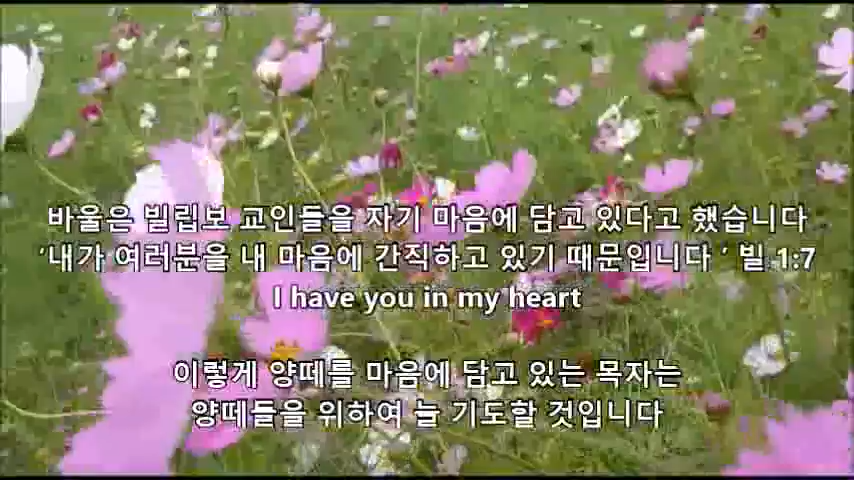 바울은 빌립보 교인들을 자기 마음에 담고 있다고 했습니다
‘내가 여러분을 내 마음에 간직하고 있기 때문입니다 ’ 빌 1:7
I have you in my heart
이렇게 양떼를 마음에 담고 있는 목자는
양떼들을 위하여 늘 기도할 것입니다